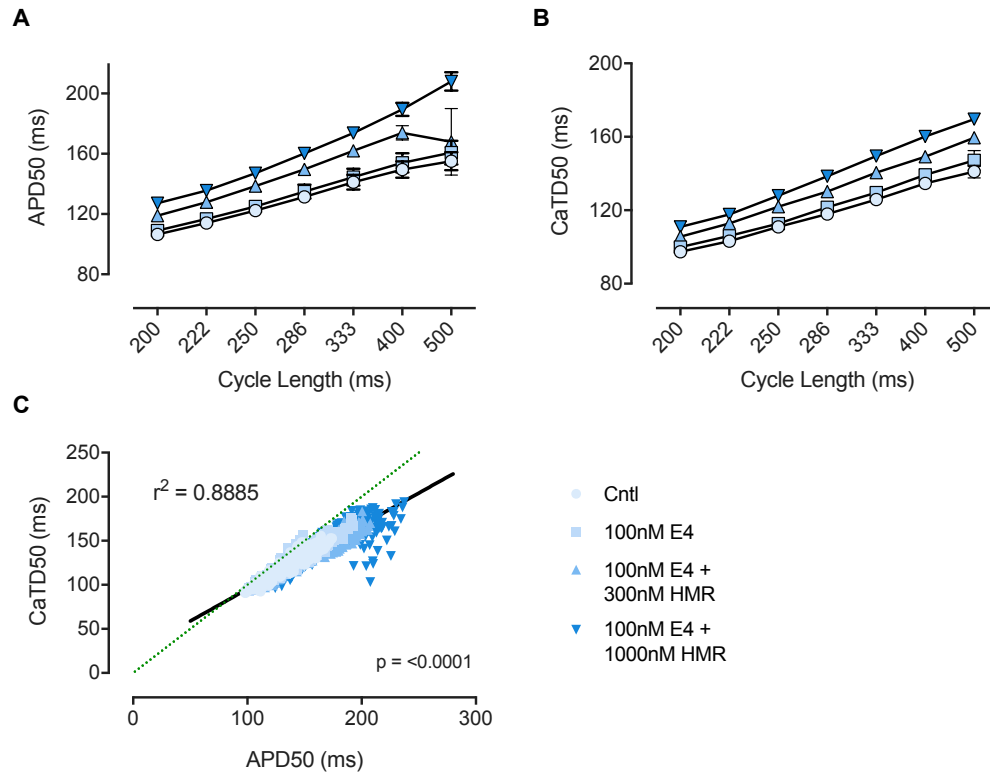 A
APD50 (ms)
200
160
120
80
200 222 250 286 333 400 500
Cycle Length (ms)
B
CaTD50 (ms)
200
160
120
80
200 222 250 286 333 400 500
Cycle Length (ms)
C
CaTD50 (ms)
250
200
150
100
50
0
r² = 0.8885
p = <0.0001
0 100 200 300
APD50 (ms)
Cntl
100nM E4
100nM E4 +
300nM HMR
100nM E4 +
1000nM HMR